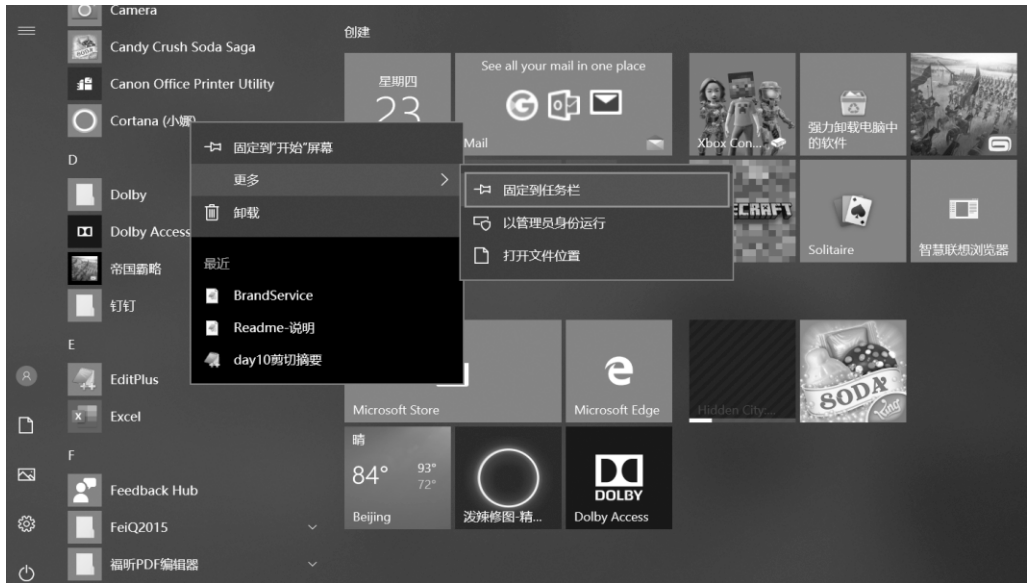 Camera
Candy Crush Soda Saga
Canon Office Printer Utility
Cortana (小娜)
D
Dolby
Dolby Access
帝国霸略
钉钉
E
EditPlus
Excel
F
Feedback Hub
FeiQ2015
福昕PDF编辑器
固定到"开始"屏幕
更多
卸载
最近
BrandService
Readme-说明
day10剪切摘要
固定到任务栏
以管理员身份运行
打开文件位置
创建
星期四
23
See all your mail in one place
Mail
Xbox Con...
强力卸载电脑中
的软件
Solitaire
智慧联想浏览器
Microsoft Store
Microsoft Edge
Hidden City:...
SODA
King
晴
84°
93°
72°
Beijing
泼辣修图-精...
DOLBY
Dolby Access